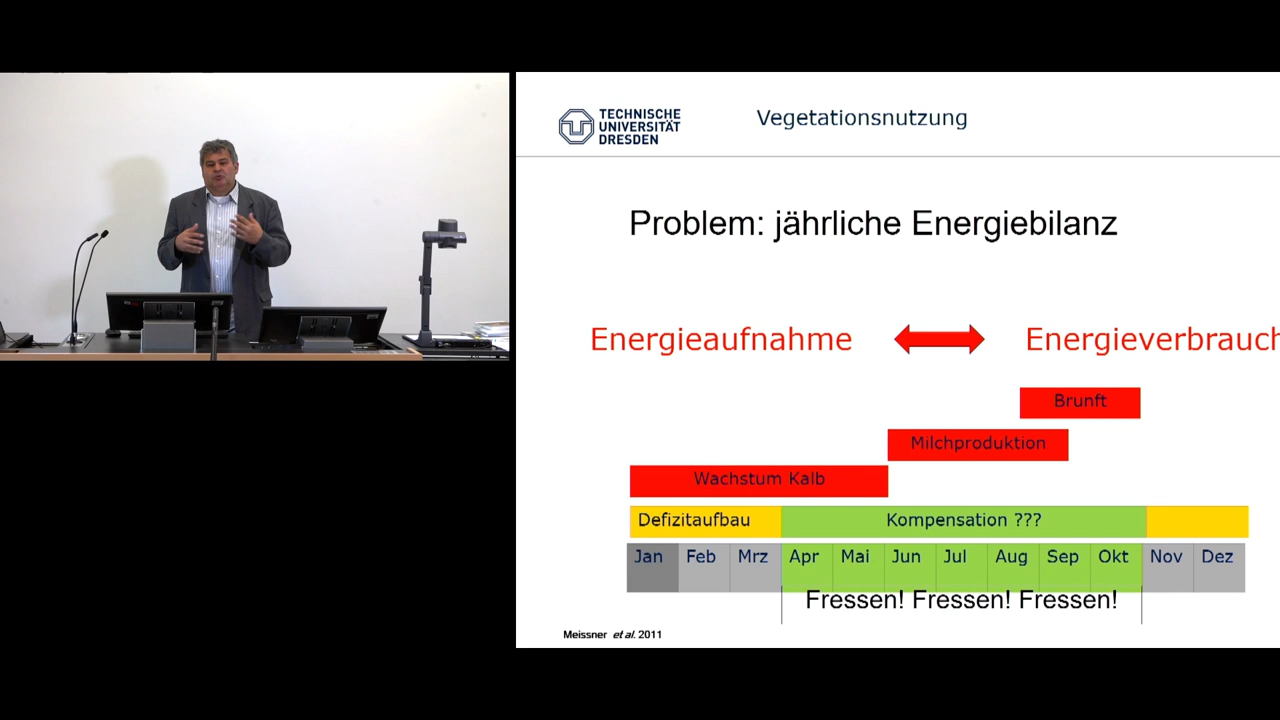 TECHNISCHE
UNIVERSITÄT
DRESDEN
Vegetationsnutzung
Problem: jährliche Energiebilanz
Energieaufnahme Energieverbrauch
Brunft
Milchproduktion
Wachstum Kalb
Defizitaufbau Kompensation ???
Jan Feb Mrz Apr Mai Jun Jul Aug Sep Okt Nov Dez
Fressen! Fressen! Fressen!
Meissner et al. 2011